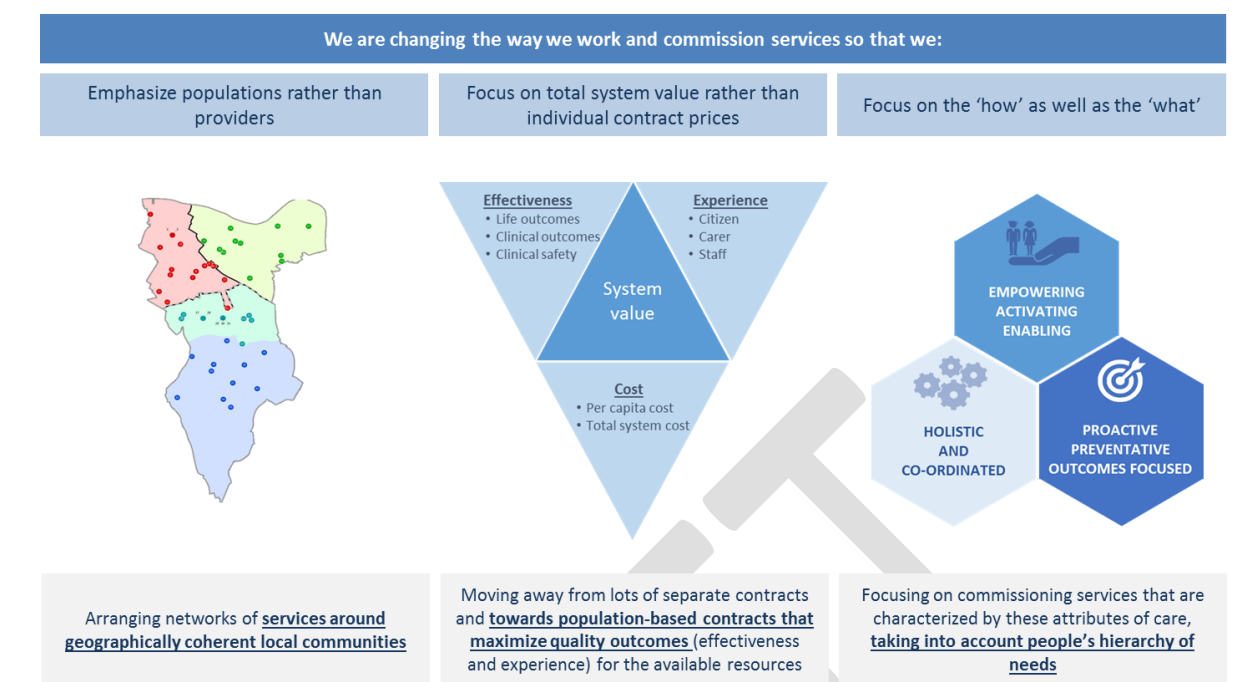 We are changing the way we work and commission services so that we:
Emphasize populations rather than
providers
Focus on total system value rather than
individual contract prices
Focus on the ‘how’ as well as the ‘what’
Effectiveness
• Life outcomes
• Clinical outcomes
• Clinical safety
Experience
• Citizen
• Carer
• Staff
System
value
Cost
• Per capita cost
• Total system cost
EMPOWERING
ACTIVATING
ENABLING
HOLISTIC
AND
CO-ORDINATED
PROACTIVE
PREVENTATIVE
OUTCOMES FOCUSED
Arranging networks of services around
geographically coherent local communities
Moving away from lots of separate contracts
and towards population-based contracts that
maximize quality outcomes (effectiveness
and experience) for the available resources
Focusing on commissioning services that are
characterized by these attributes of care,
taking into account people’s hierarchy of
needs